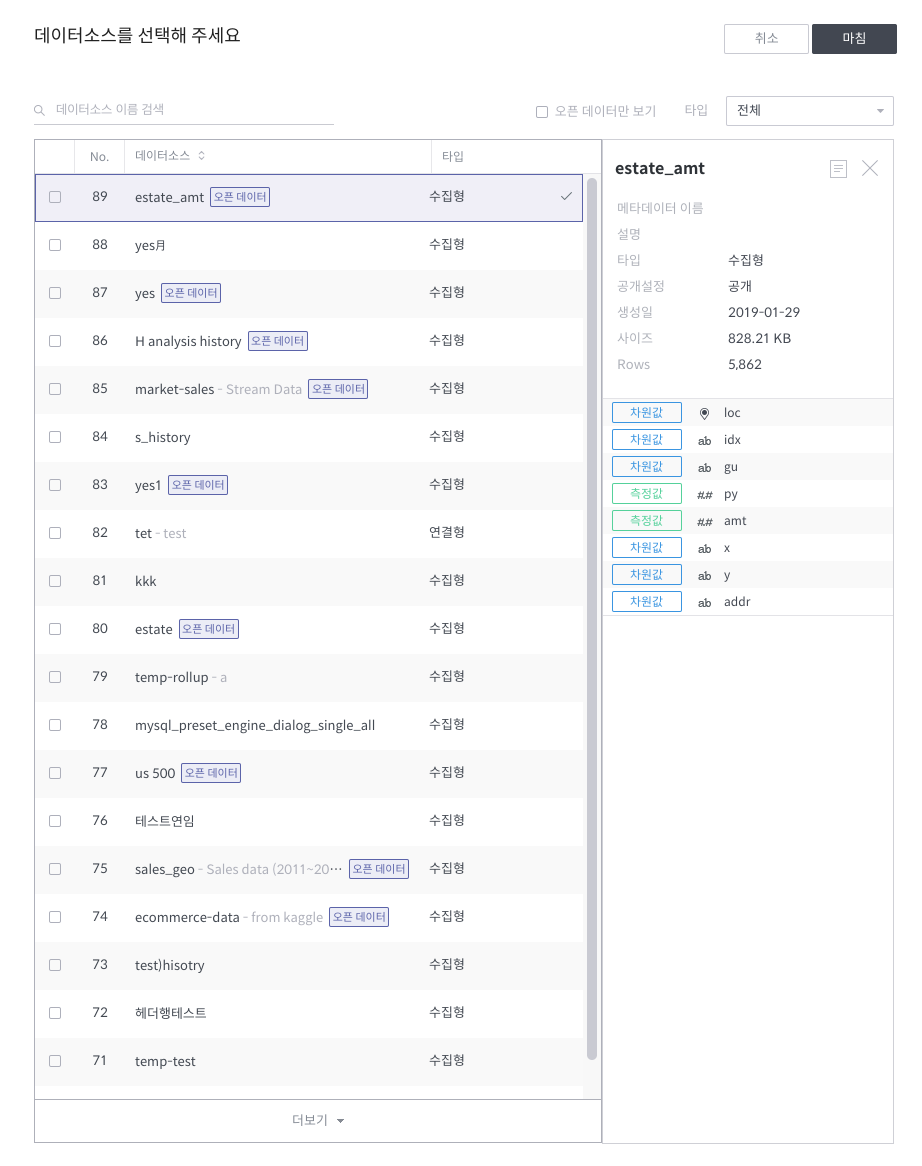 데이터소스를 선택해 주세요
취소
마침
데이터소스 이름 검색
오픈 데이터만 보기
타입
전체
No.
데이터소스
타입
89 estate_amt 오픈 데이터 수집형
88 yes月 수집형
87 yes 오픈 데이터 수집형
86 H analysis history 오픈 데이터 수집형
85 market-sales - Stream Data 오픈 데이터 수집형
84 s_history 수집형
83 yes1 오픈 데이터 수집형
82 tet - test 연결형
81 kkk 수집형
80 estate 오픈 데이터 수집형
79 temp-rollup - a 수집형
78 mysql_preset_engine_dialog_single_all 수집형
77 us 500 오픈 데이터 수집형
76 테스트연임 수집형
75 sales_geo - Sales data (2011~20⋯ 오픈 데이터 수집형
74 ecommerce-data - from kaggle 오픈 데이터 수집형
73 test)hisotry 수집형
72 헤더행테스트 수집형
71 temp-test 수집형
더보기
estate_amt
메타데이터 이름
설명
타입 수집형
공개설정 공개
생성일 2019-01-29
사이즈 828.21 KB
Rows 5,862
차원값 loc
차원값 ab idx
차원값 ab gu
측정값 #.# py
측정값 #.# amt
차원값 ab x
차원값 ab y
차원값 ab addr